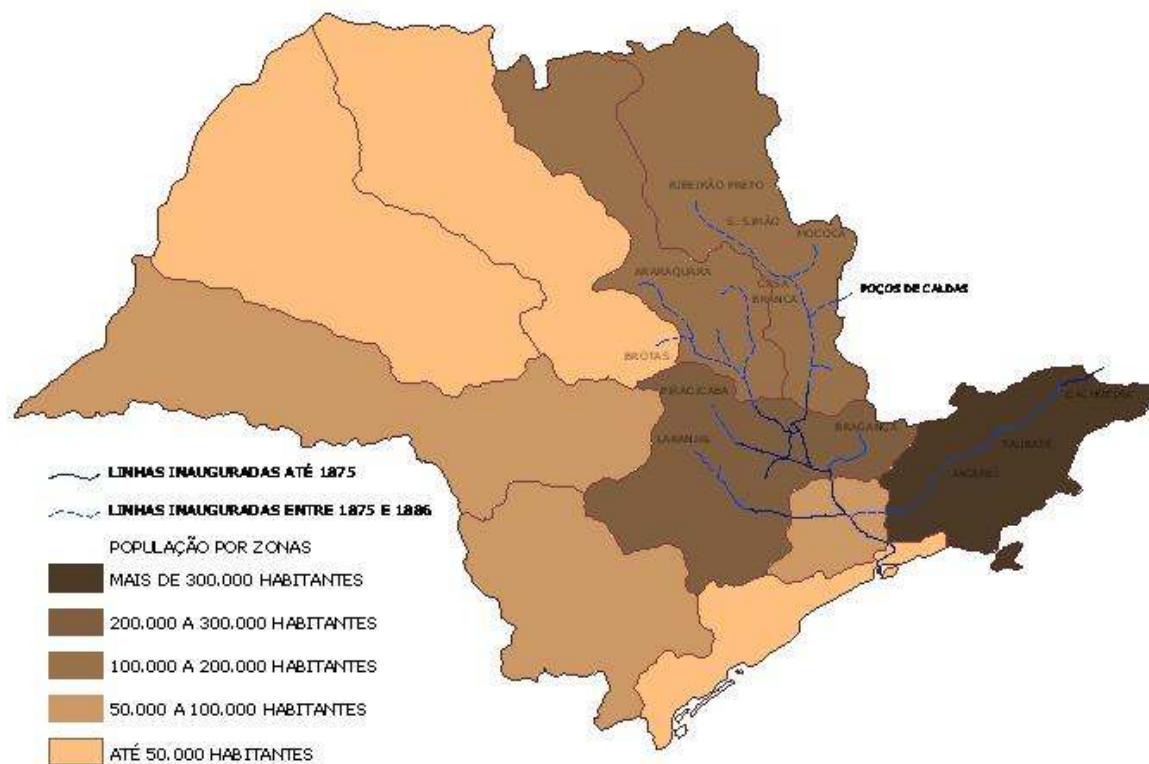 RIBEIRÃO PRETO
S. SIMÃO
MOCOCA
ARARAQUARA
CASA
BRANCA
POÇOS DE CALDAS
BROTAS
PIRACICABA
LARANJAL
BRAGANÇA
CACHOEIRA
TAUBATÉ
JACAREÍ
LINHAS INAUGURADAS ATÉ 1875
LINHAS INAUGURADAS ENTRE 1875 E 1886
POPULAÇÃO POR ZONAS
MAIS DE 300.000 HABITANTES
200.000 A 300.000 HABITANTES
100.000 A 200.000 HABITANTES
50.000 A 100.000 HABITANTES
ATÉ 50.000 HABITANTES